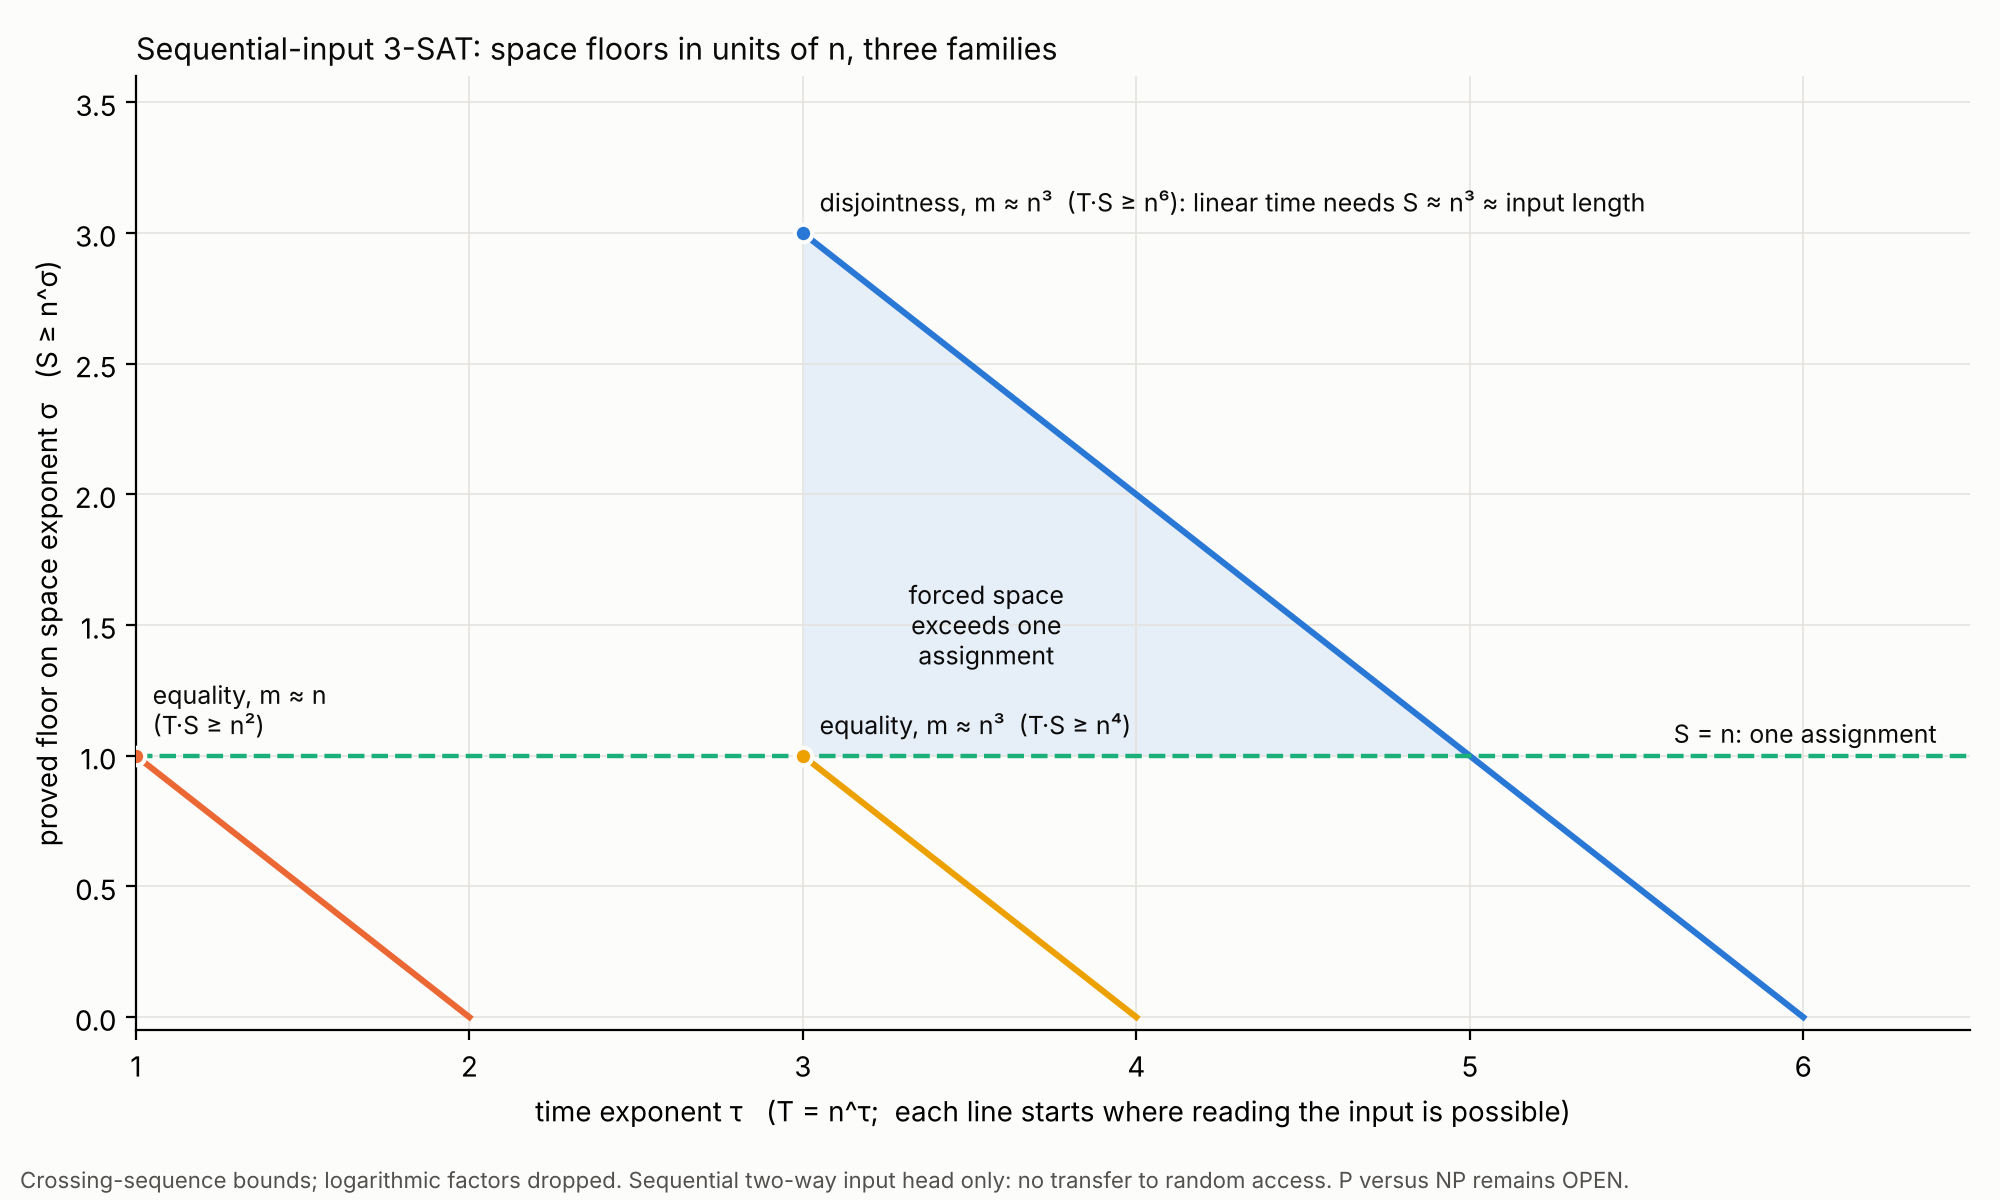 Sequential-input 3-SAT: space floors in units of n, three families
proved floor on space exponent σ (S ≥ n^σ)
3.5
3.0
2.5
2.0
1.5
1.0
0.5
0.0
disjointness, m ≈ n³ (T·S ≥ n⁶): linear time needs S ≈ n³ ≈ input length
forced space
exceeds one
assignment
equality, m ≈ n
(T·S ≥ n²)
equality, m ≈ n³ (T·S ≥ n⁴)
S = n: one assignment
1
2
3
4
5
6
time exponent τ (T = n^τ; each line starts where reading the input is possible)
Crossing-sequence bounds; logarithmic factors dropped. Sequential two-way input head only: no transfer to random access. P versus NP remains OPEN.